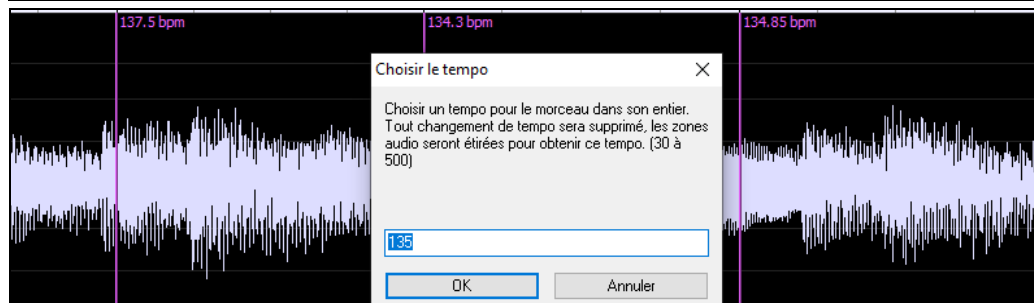 137.5 bpm
134.3 bpm
134.85 bpm
Choisir le tempo
Choisir un tempo pour le morceau dans son entier.
Tout changement de tempo sera supprimé, les zones
audio seront étirées pour obtenir ce tempo. (30 à
500)
135
OK
Annuler